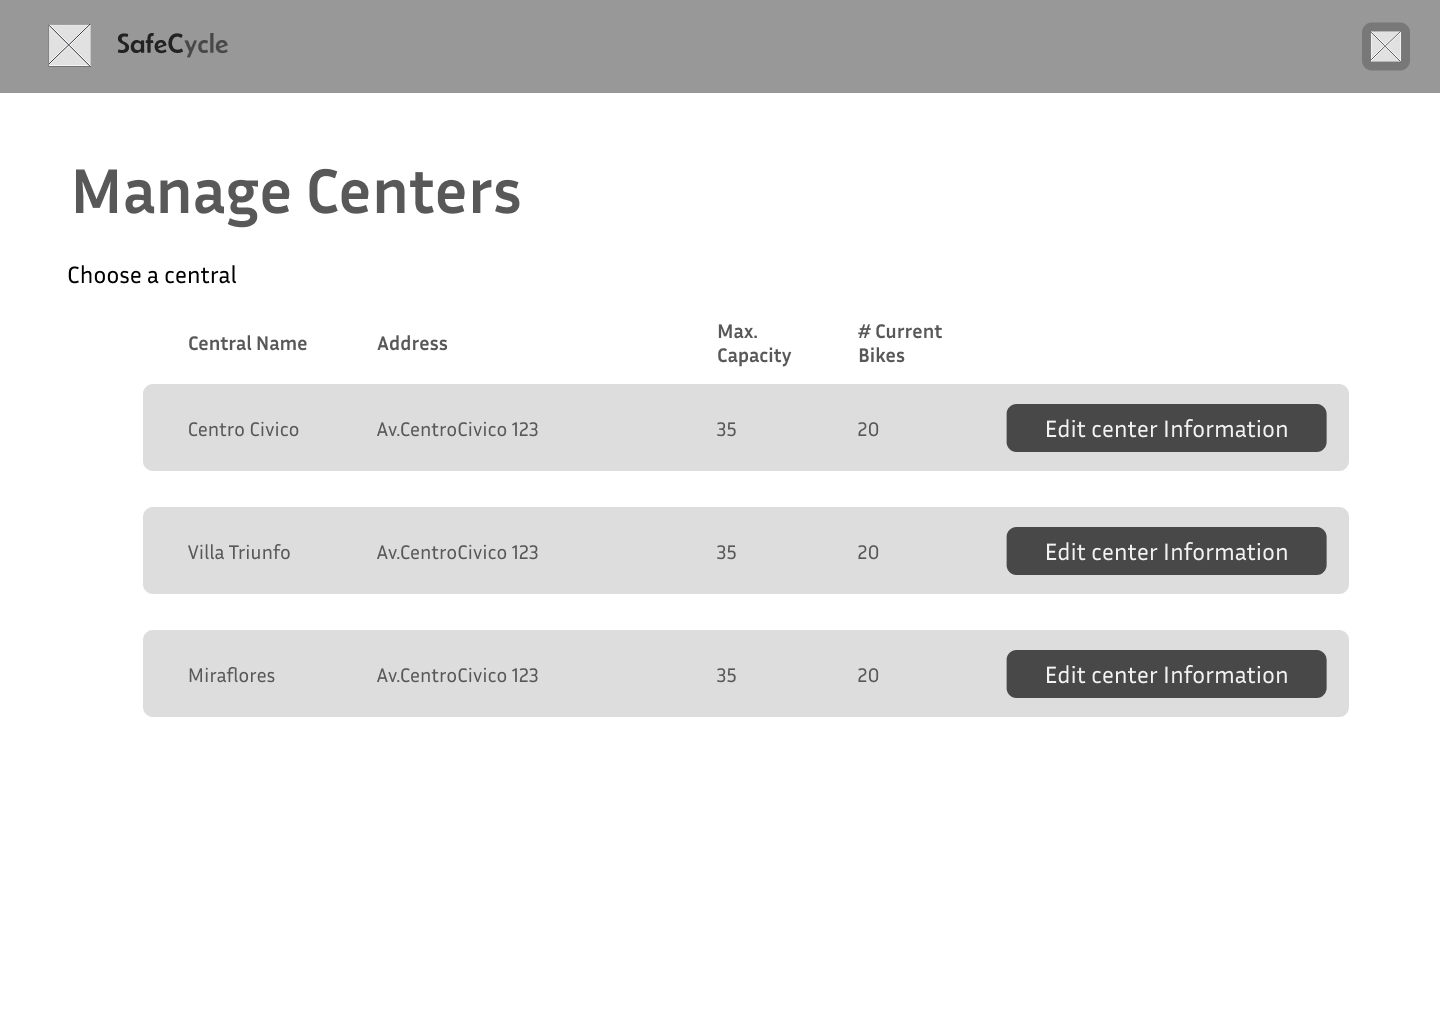 SafeCycle
Manage Centers
Choose a central
Central Name Address Max. Capacity # Current Bikes
Centro Civico Av.CentroCivico 123 35 20 Edit center Information
Villa Triunfo Av.CentroCivico 123 35 20 Edit center Information
Miraflores Av.CentroCivico 123 35 20 Edit center Information